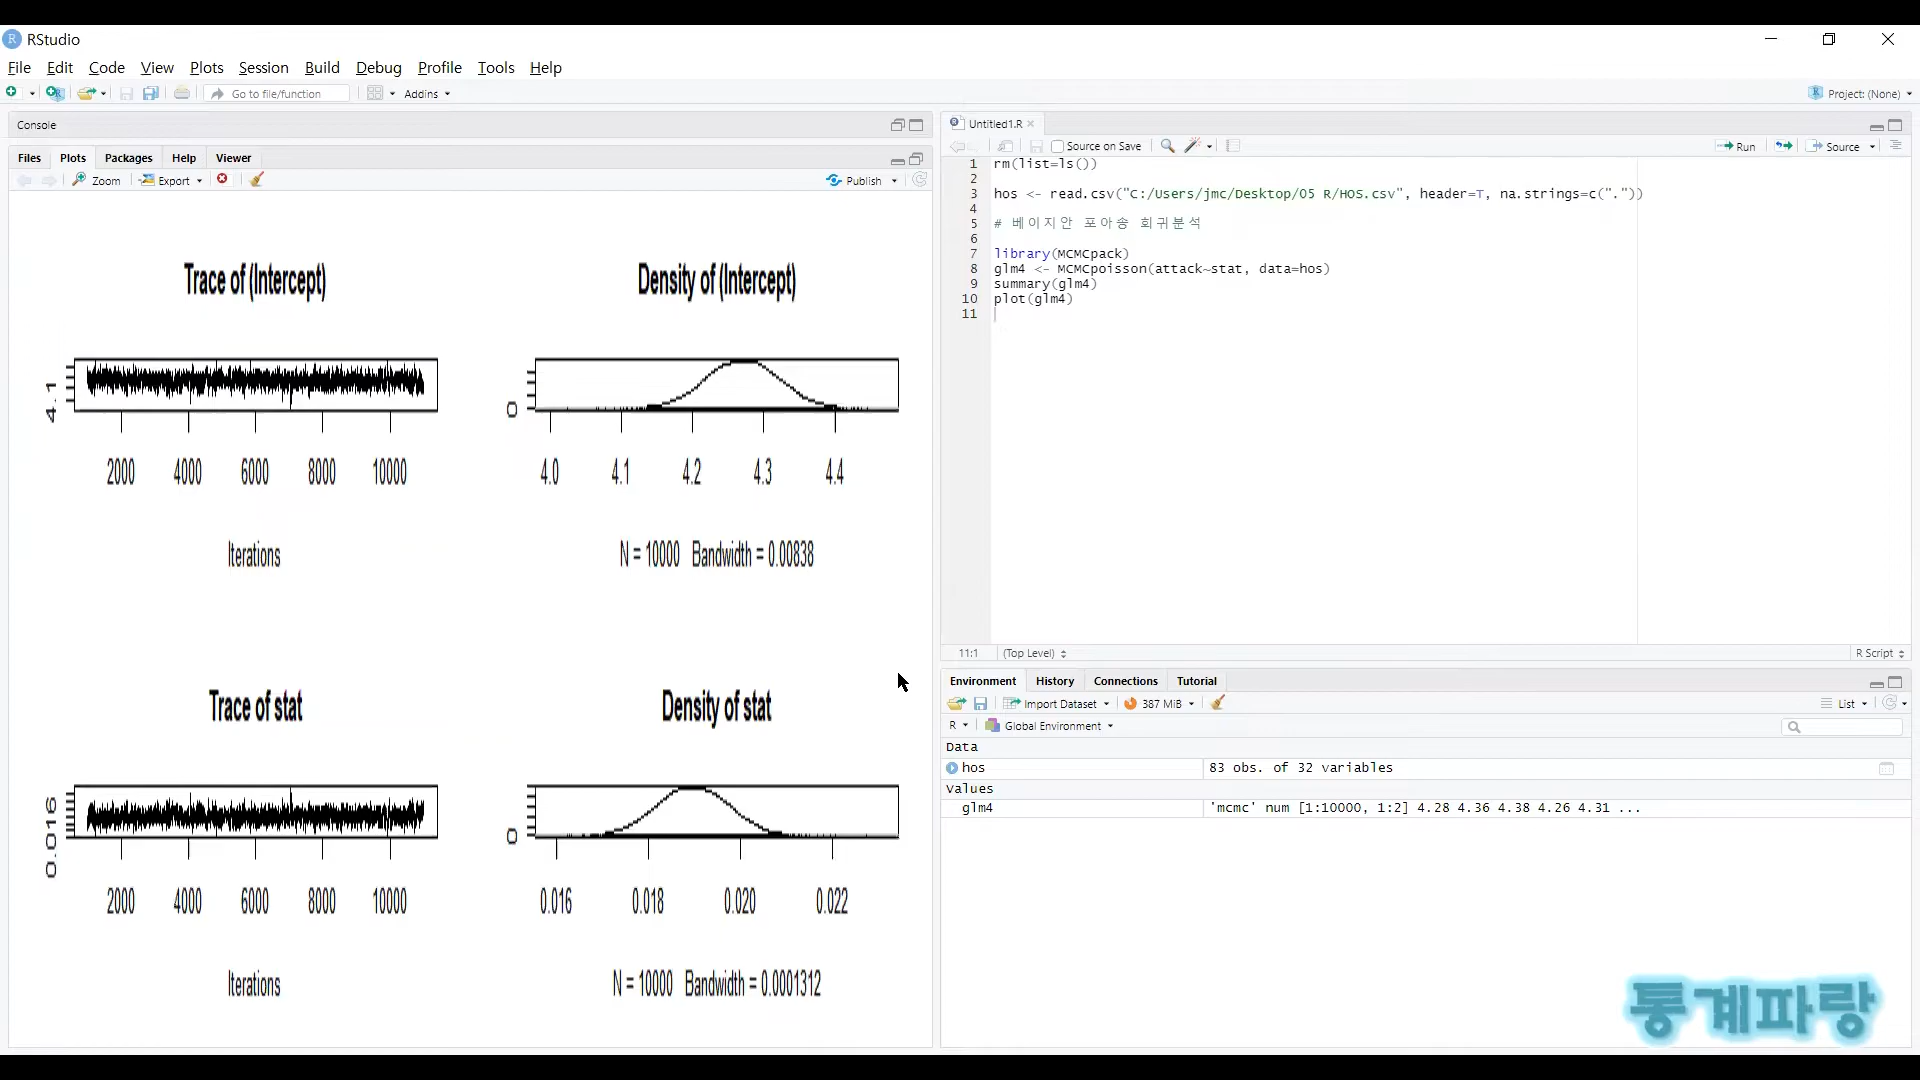 RStudio
File Edit Code View Plots Session Build Debug Profile Tools Help
Go to file/function Addins Project: (None)
Console
Files Plots Packages Help Viewer
Zoom Export Publish
Trace of (Intercept)
4.1
2000 4000 6000 8000 10000
Iterations
Density of (Intercept)
0
4.0 4.1 4.2 4.3 4.4
N = 10000 Bandwidth = 0.00838
Trace of stat
0.016
2000 4000 6000 8000 10000
Iterations
Density of stat
0
0.016 0.018 0.020 0.022
N = 10000 Bandwidth = 0.0001312
Untitled1.R
Source on Save Run Source
1 rm(list=ls())
2
3 hos <- read.csv("C:/Users/jmc/Desktop/05 R/HOS.csv", header=T, na.strings=c("."))
4
5 # 베이지안 포아송 회귀분석
6
7 library(MCMCpack)
8 glm4 <- MCMCpoisson(attack~stat, data=hos)
9 summary(glm4)
10 plot(glm4)
11
11:1 (Top Level) R Script
Environment History Connections Tutorial
Import Dataset 387 MiB List
R Global Environment
Data
hos 83 obs. of 32 variables
Values
glm4 'mcmc' num [1:10000, 1:2] 4.28 4.36 4.38 4.26 4.31 ...
통계파랑